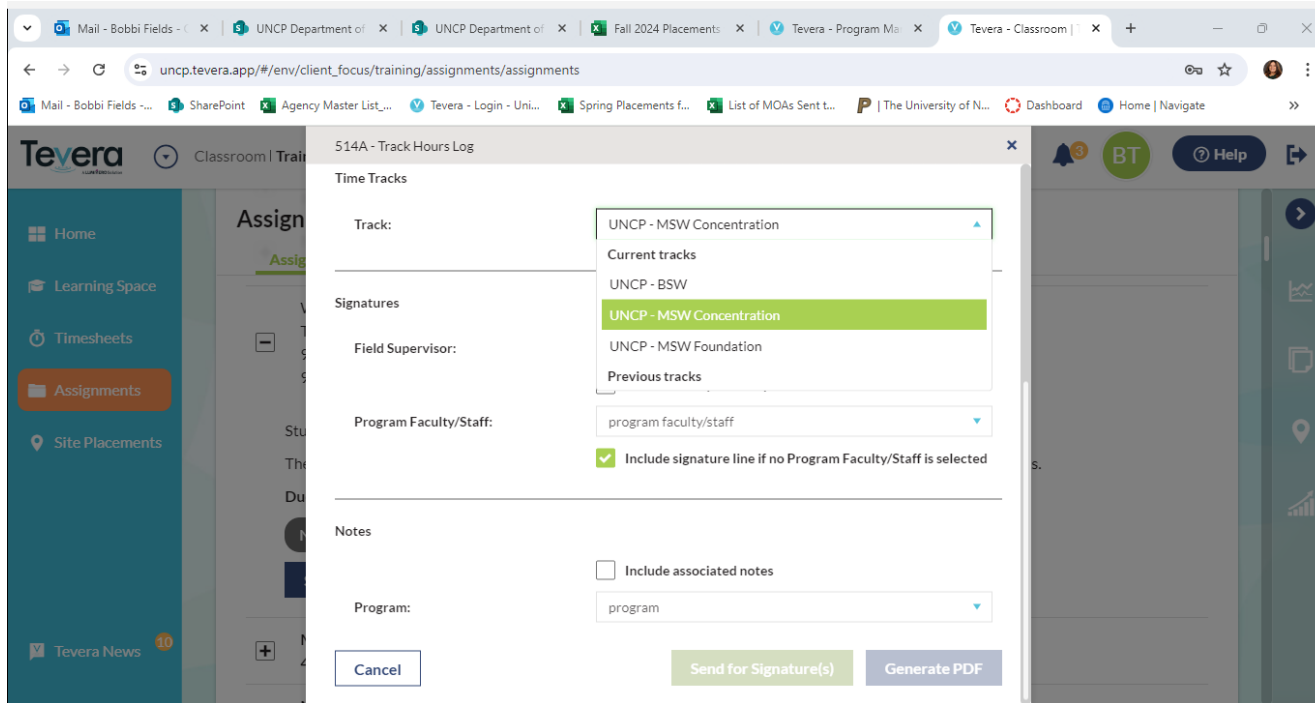 Mail - Bobbi Fields -
UNCP Department of
UNCP Department of
Fall 2024 Placements
Tevera - Program Ma
Tevera - Classroom |
uncp.tevera.app/#/env/client_focus/training/assignments/assignments
Mail - Bobbi Fields -...
SharePoint
Agency Master List_...
Tevera - Login - Uni...
Spring Placements f...
List of MOAs Sent t...
| The University of N...
Dashboard
Home | Navigate
Tevera
Classroom | Trai
514A - Track Hours Log
3
BT
Help
Home
Learning Space
Timesheets
Assignments
Site Placements
Tevera News
10
Assign
Assig
Stu
The
Du
s.
Time Tracks
Track:
UNCP - MSW Concentration
Current tracks
UNCP - BSW
UNCP - MSW Concentration
UNCP - MSW Foundation
Previous tracks
Signatures
Field Supervisor:
Program Faculty/Staff:
program faculty/staff
Include signature line if no Program Faculty/Staff is selected
Notes
Include associated notes
Program:
program
Cancel
Send for Signature(s)
Generate PDF